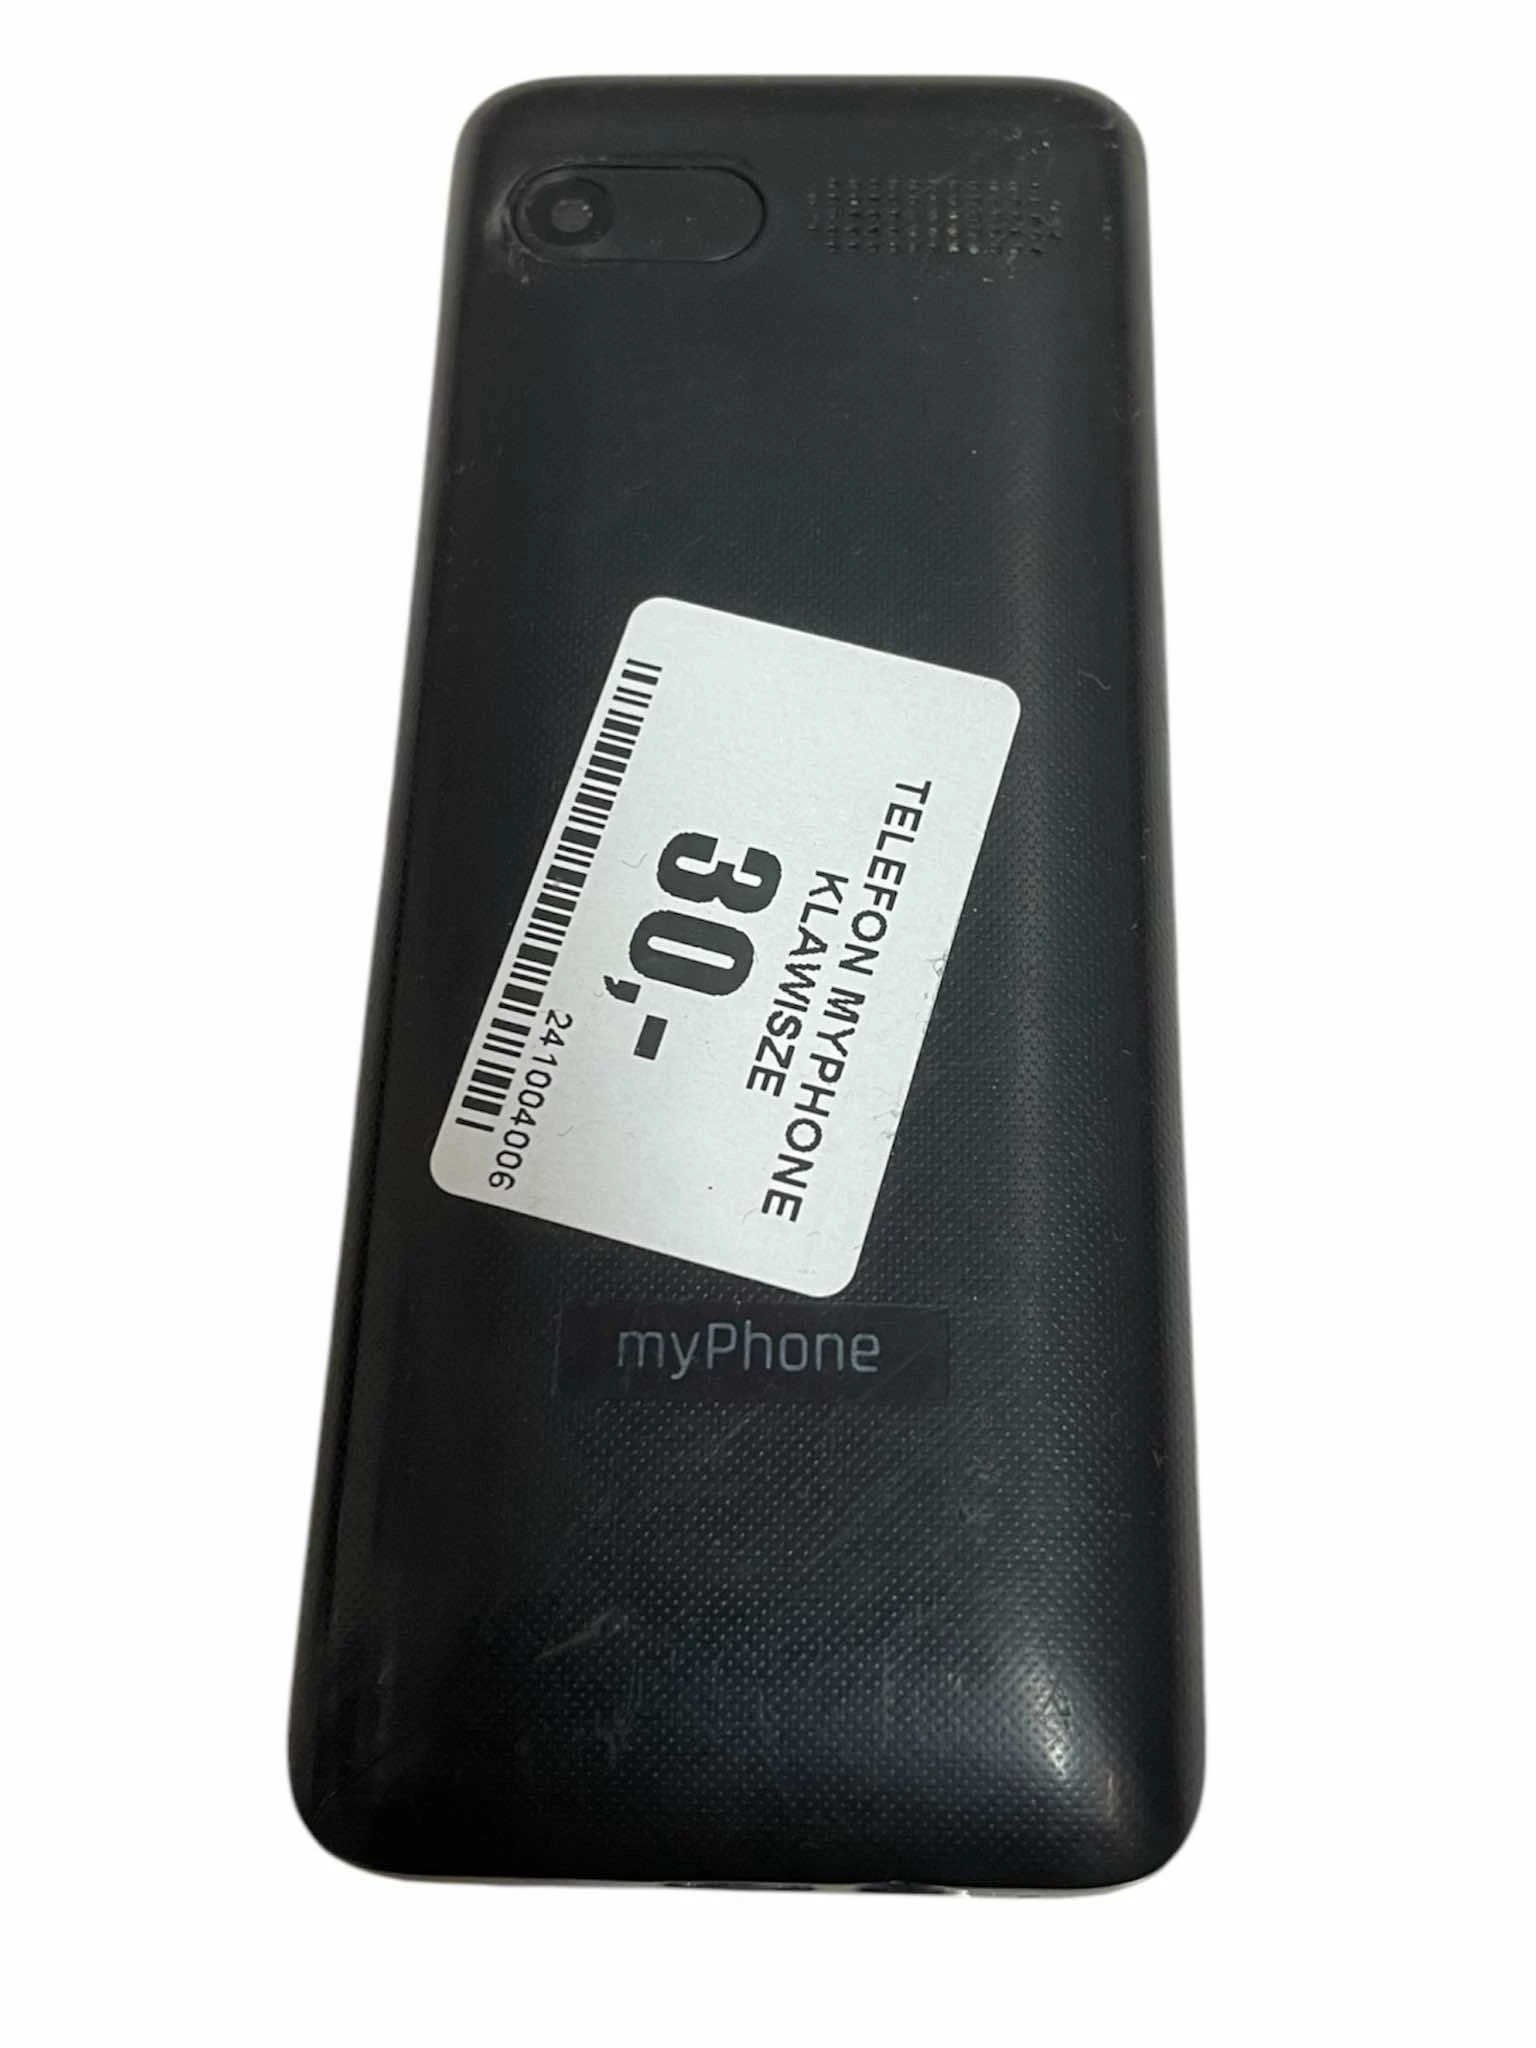 TELEFON MYPHONE
KLAWISZE
30,-
241004006
myPhone